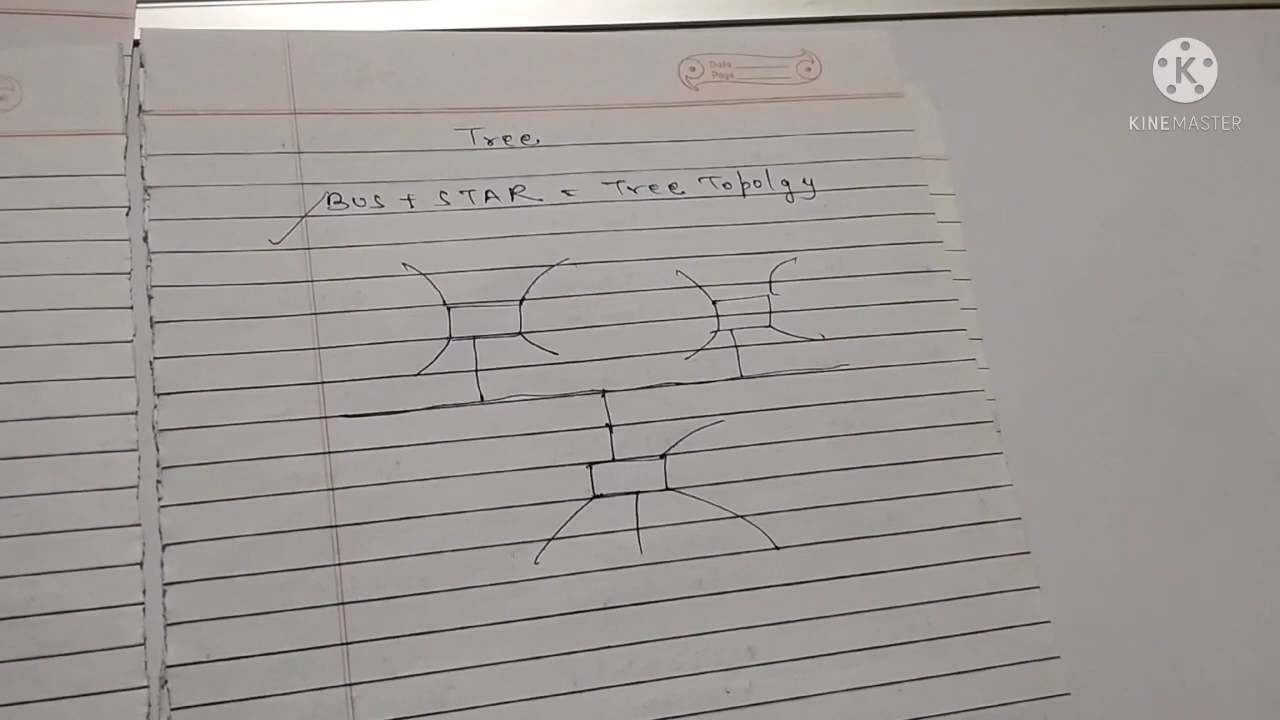 Date
Page
K
KINEMASTER
Tree
BUS + STAR = Tree Topolgy